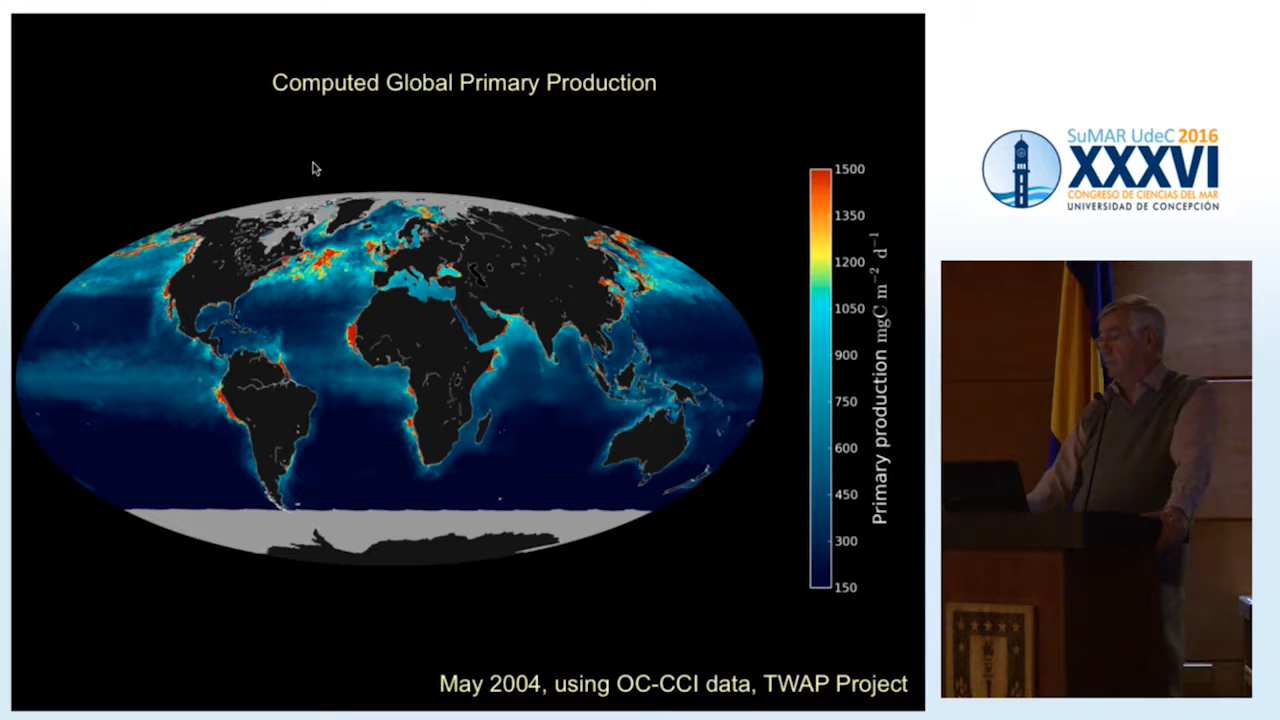 Computed Global Primary Production
1500
1350
1200
1050
900
750
600
450
300
150
Primary production mgC m⁻² d⁻¹
May 2004, using OC-CCI data, TWAP Project
SuMAR UdeC 2016
XXXVI
CONGRESO DE CIENCIAS DEL MAR
UNIVERSIDAD DE CONCEPCIÓN